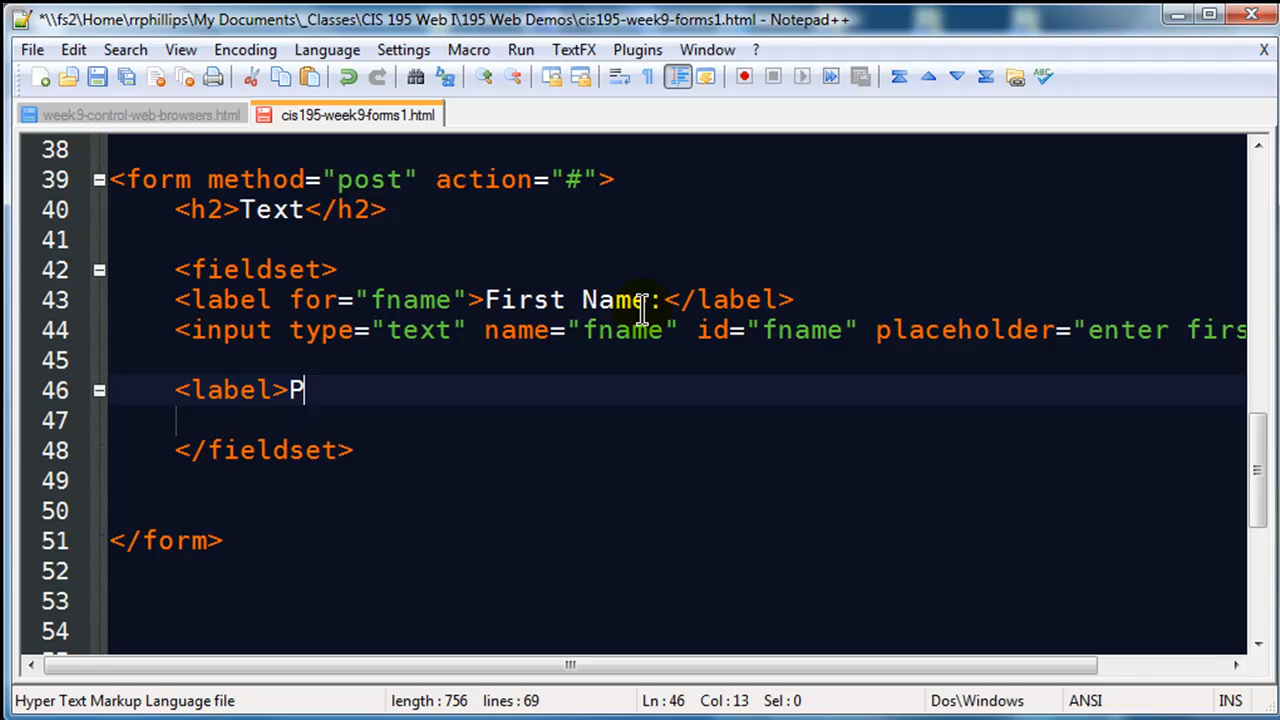 *\\fs2\Home\rrphillips\My Documents\_Classes\CIS 195 Web I\195 Web Demos\cis195-week9-forms1.html - Notepad++
File Edit Search View Encoding Language Settings Macro Run TextFX Plugins Window ? X
week9-control-web-browsers.html cis195-week9-forms1.html
38
39 <form method="post" action="#">
40 <h2>Text</h2>
41
42 <fieldset>
43 <label for="fname">First Name:</label>
44 <input type="text" name="fname" id="fname" placeholder="enter firs
45
46 <label>P
47
48 </fieldset>
49
50
51 </form>
52
53
54
Hyper Text Markup Language file length : 756 lines : 69 Ln : 46 Col : 13 Sel : 0 Dos\Windows ANSI INS